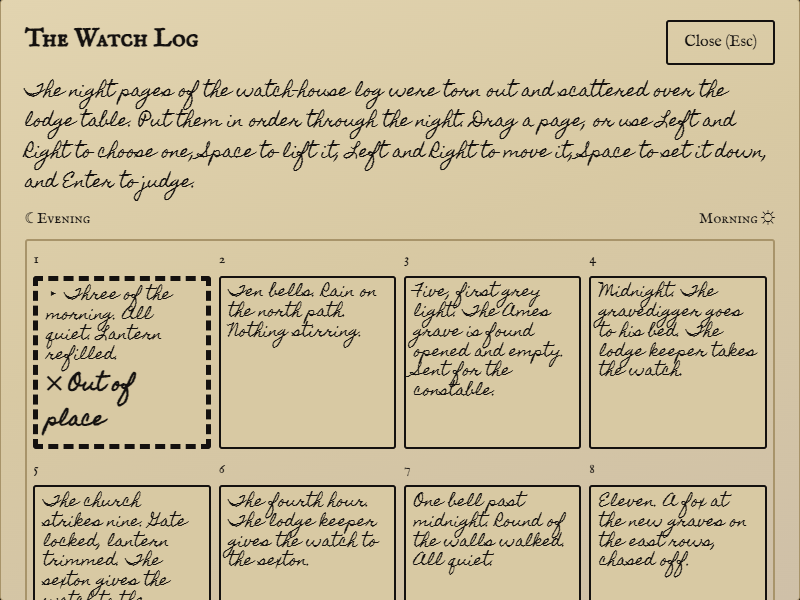 The Watch Log
Close (Esc)
The night pages of the watch-house log were torn out and scattered over the
lodge table. Put them in order through the night. Drag a page, or use Left and
Right to choose one, Space to lift it, Left and Right to move it, Space to set it down,
and Enter to judge.
☾ Evening
Morning ☼
1
‣ Three of the
morning. All
quiet. Lantern
refilled.
× Out of
place
2
Ten bells. Rain on
the north path.
Nothing stirring.
3
Five, first grey
light. The Ames
grave is found
opened and empty.
Sent for the
constable.
4
Midnight. The
gravedigger goes
to his bed. The
lodge keeper takes
the watch.
5
The church
strikes nine. Gate
locked, lantern
trimmed. The
sexton gives the
6
The fourth hour.
The lodge keeper
gives the watch to
the sexton.
7
One bell past
midnight. Round of
the walls walked.
All quiet.
8
Eleven. A fox at
the new graves on
the east rows,
chased off.